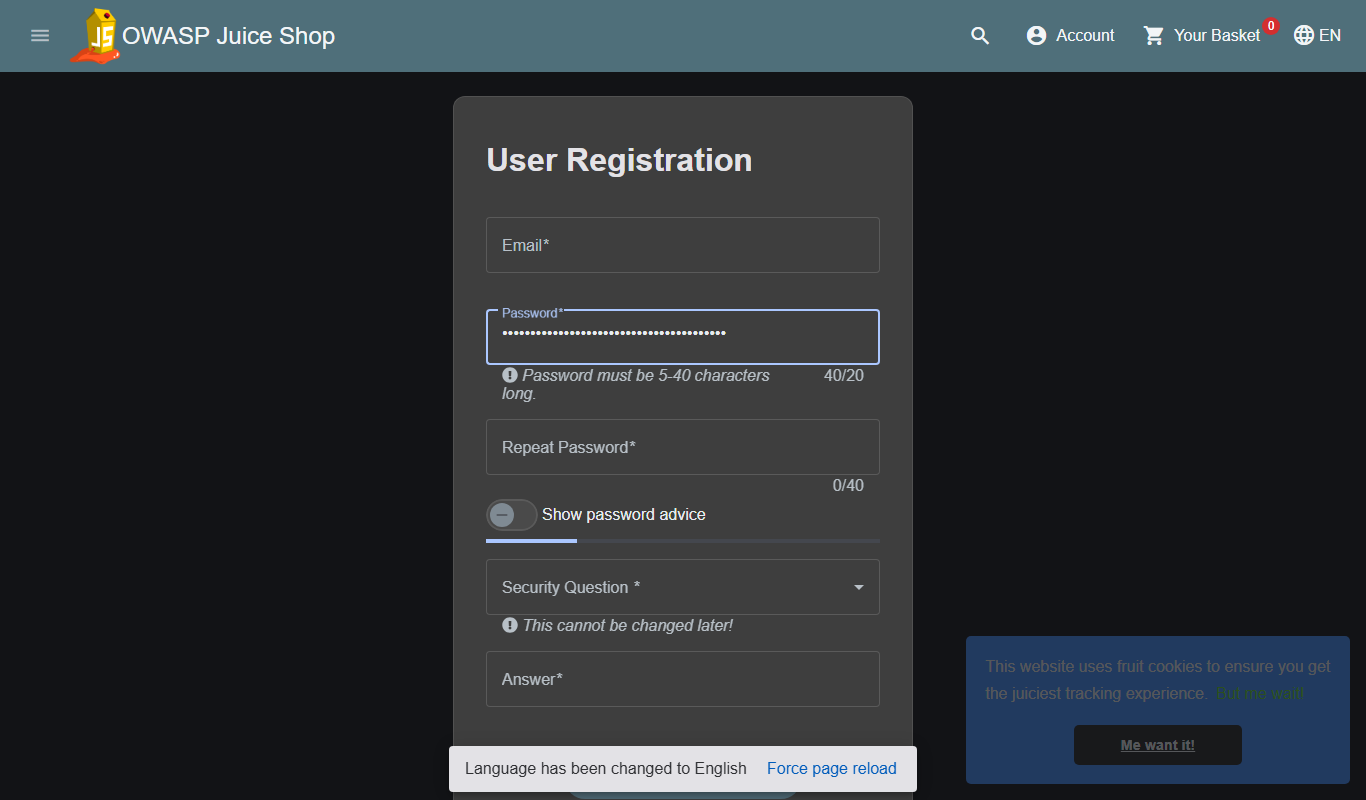 OWASP Juice Shop
Account
Your Basket
0
EN
User Registration
Email*
Password*
••••••••••••••••••••••••••••••••••••••••
Password must be 5-40 characters
long.
40/20
Repeat Password*
0/40
Show password advice
Security Question *
This cannot be changed later!
Answer*
This website uses fruit cookies to ensure you get
the juiciest tracking experience. But me wait!
Me want it!
Language has been changed to English
Force page reload